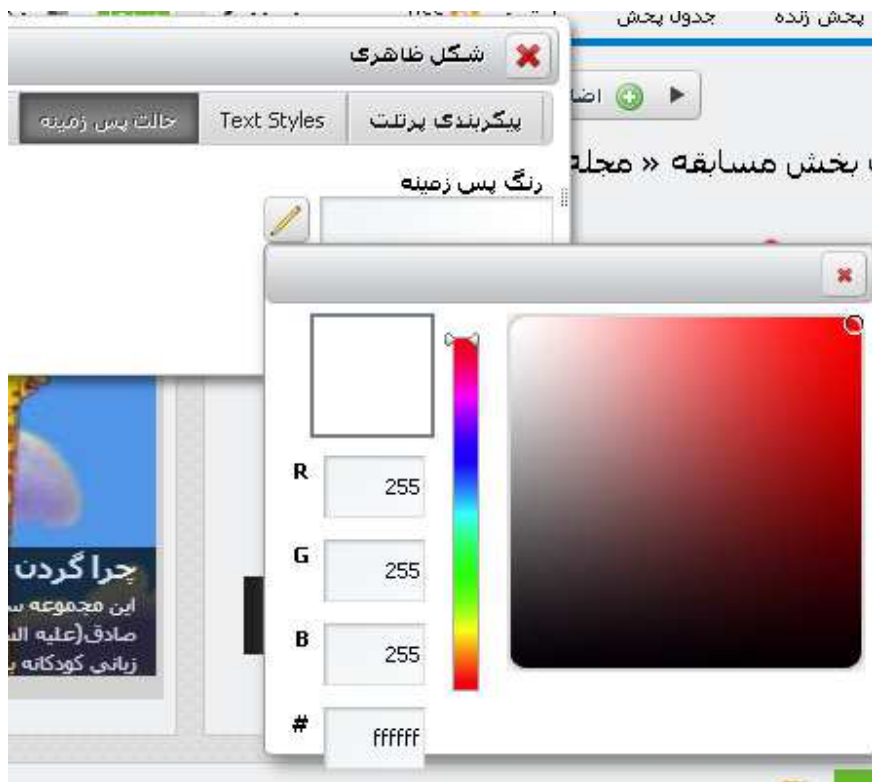 پخش زنده
جدول پخش
شکل ظاهری
پیکربندی پرتلت
Text Styles
حالت پس زمینه
بخش مسابقه « مجله
رنگ پس زمینه
R
255
G
255
B
255
#
ffffff
چرا گردن
این مجموعه
صادق(علیه
زبانی کودکانه